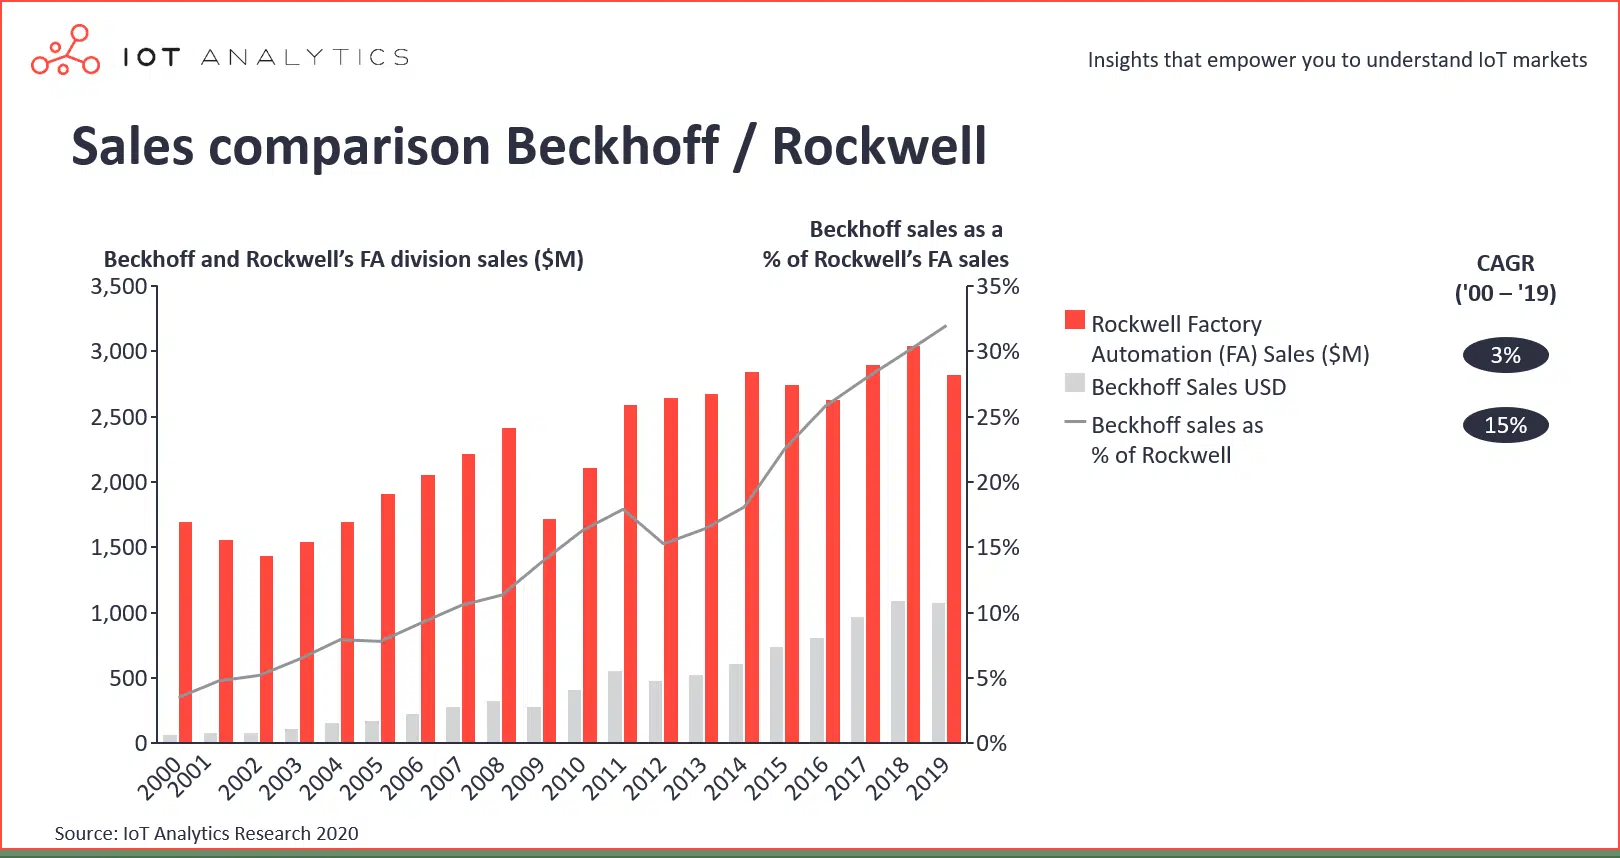 IOT ANALYTICS
Insights that empower you to understand IoT markets
Sales comparison Beckhoff / Rockwell
Beckhoff and Rockwell's FA division sales ($M)
Beckhoff sales as a
% of Rockwell's FA sales
3,500
3,000
2,500
2,000
1,500
1,000
500
0
35%
30%
25%
20%
15%
10%
5%
0%
2000
2001
2002
2003
2004
2005
2006
2007
2008
2009
2010
2011
2012
2013
2014
2015
2016
2017
2018
2019
Rockwell Factory
Automation (FA) Sales ($M)
Beckhoff Sales USD
Beckhoff sales as
% of Rockwell
CAGR
('00 – '19)
3%
15%
Source: IoT Analytics Research 2020